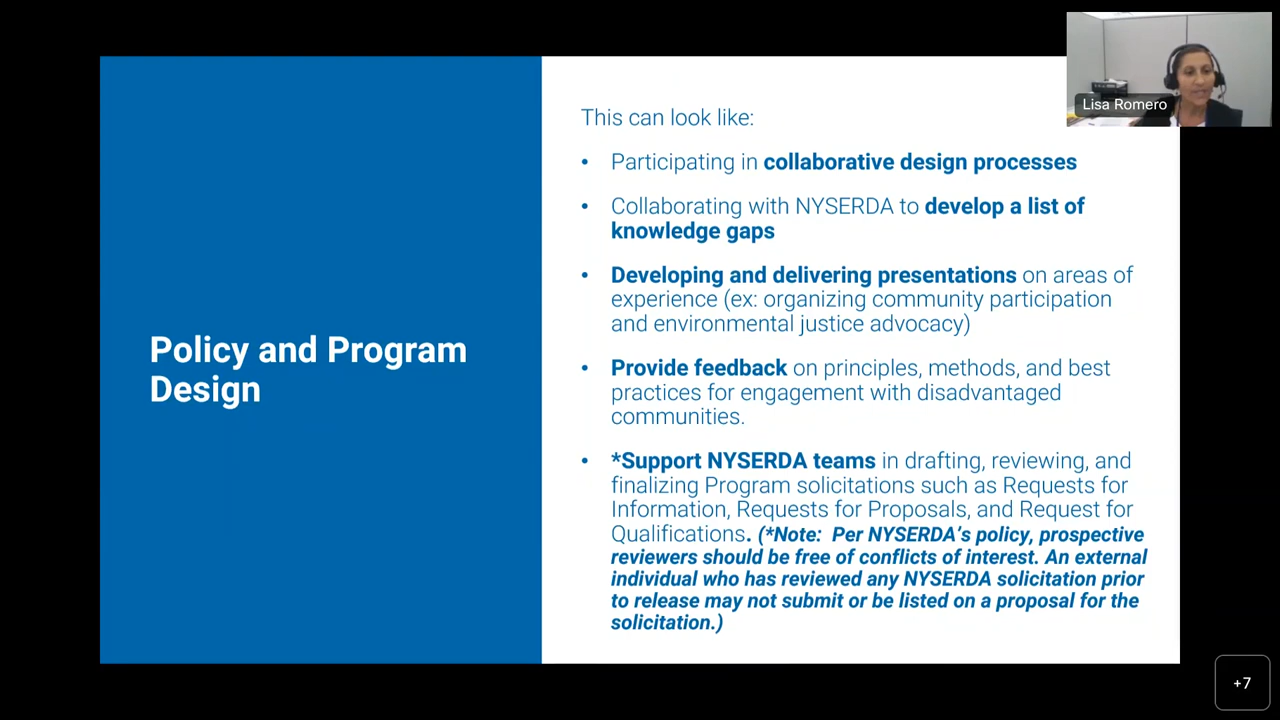 Lisa Romero
Policy and Program
Design
This can look like:
• Participating in collaborative design processes
• Collaborating with NYSERDA to develop a list of
knowledge gaps
• Developing and delivering presentations on areas of
experience (ex: organizing community participation
and environmental justice advocacy)
• Provide feedback on principles, methods, and best
practices for engagement with disadvantaged
communities.
• *Support NYSERDA teams in drafting, reviewing, and
finalizing Program solicitations such as Requests for
Information, Requests for Proposals, and Request for
Qualifications. (*Note: Per NYSERDA’s policy, prospective
reviewers should be free of conflicts of interest. An external
individual who has reviewed any NYSERDA solicitation prior
to release may not submit or be listed on a proposal for the
solicitation.)
+7